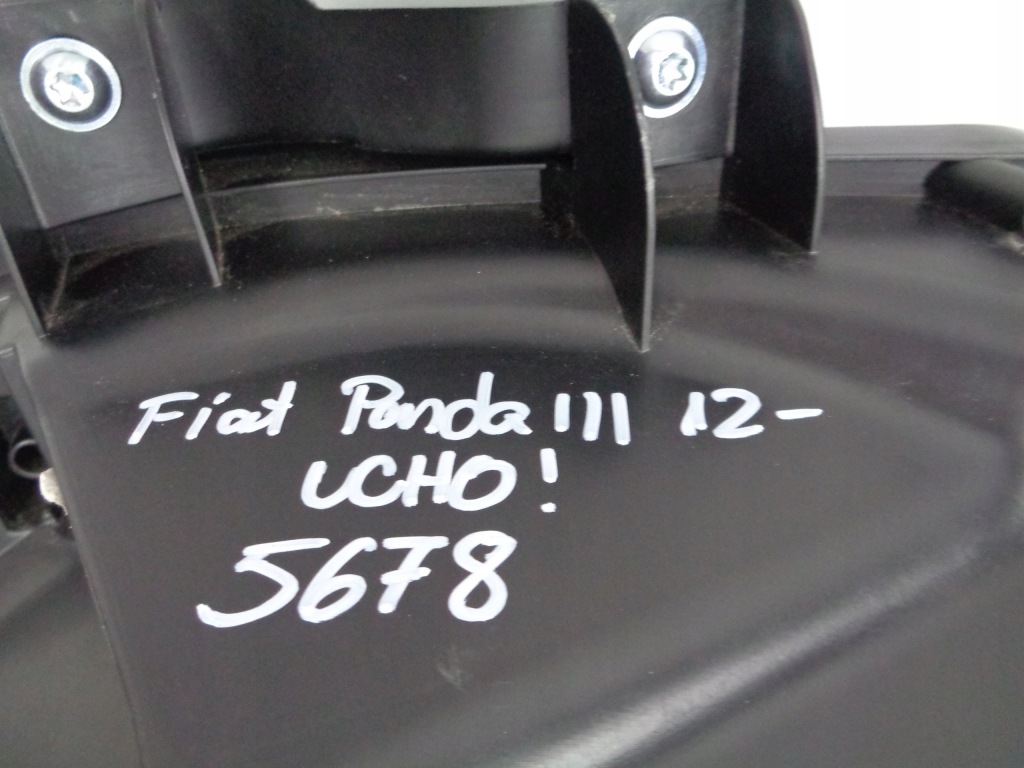 Fiat Panda III 12-
UCHO!
5678